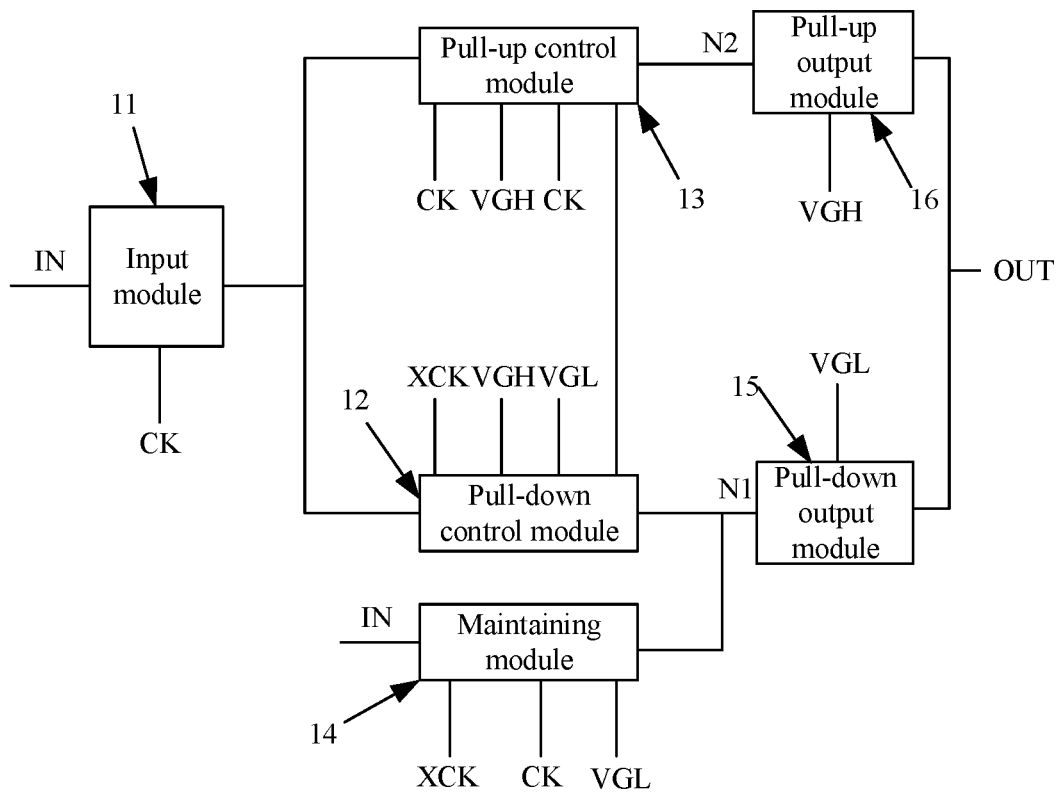 Pull-up control
module
N2
Pull-up
output
module
11
CK VGH CK
13
VGH
16
IN
Input
module
OUT
CK
XCK VGH VGL
12
VGL
15
Pull-down
control module
N1
Pull-down
output
module
IN
Maintaining
module
14
XCK CK VGL